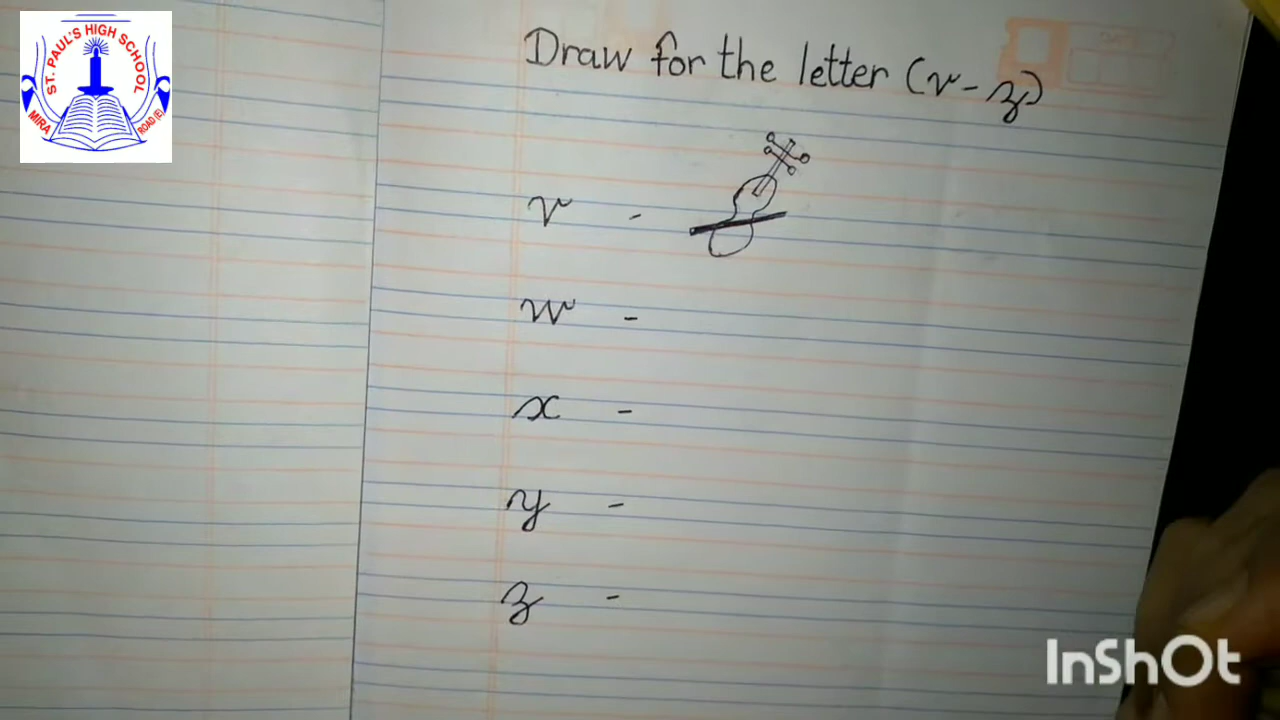 ST. PAUL'S HIGH SCHOOL
MIRA ROAD (E)
Draw for the letter (v - z)
v -
w -
x -
y -
z -
InShOt